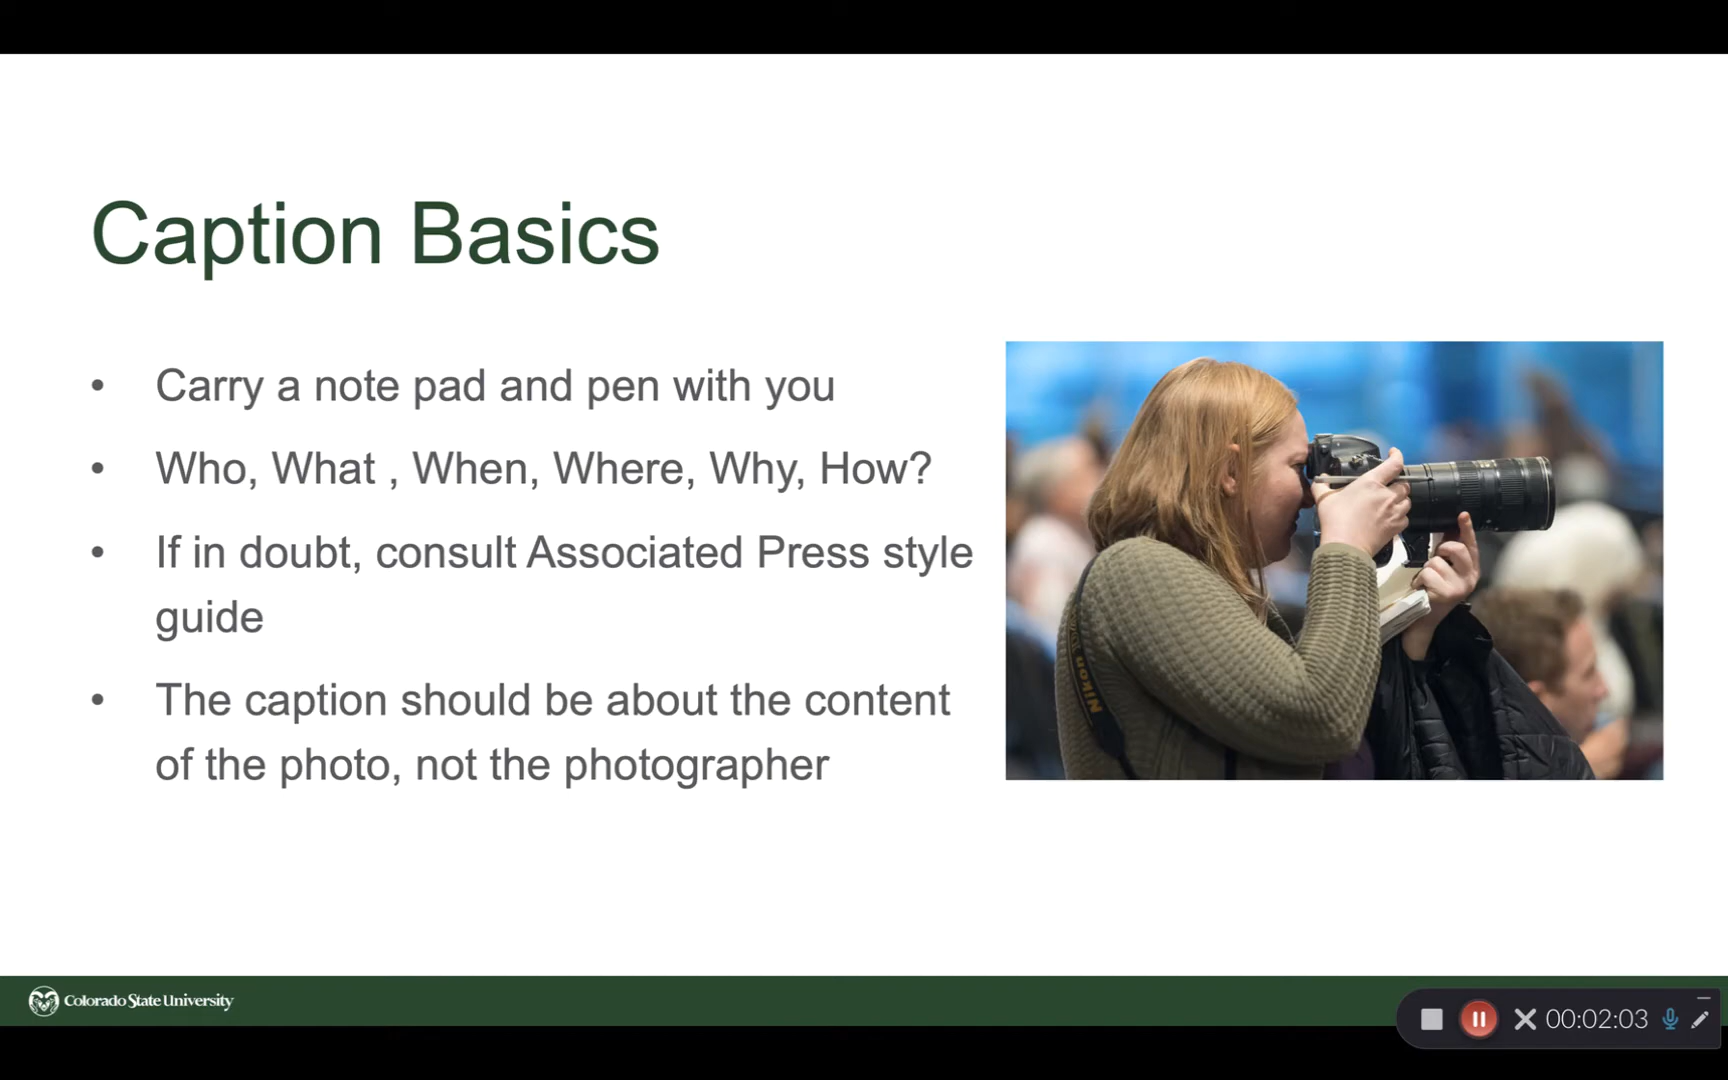 Caption Basics
• Carry a note pad and pen with you
• Who, What , When, Where, Why, How?
• If in doubt, consult Associated Press style
guide
• The caption should be about the content
of the photo, not the photographer
Nikon
Colorado State University
00:02:03